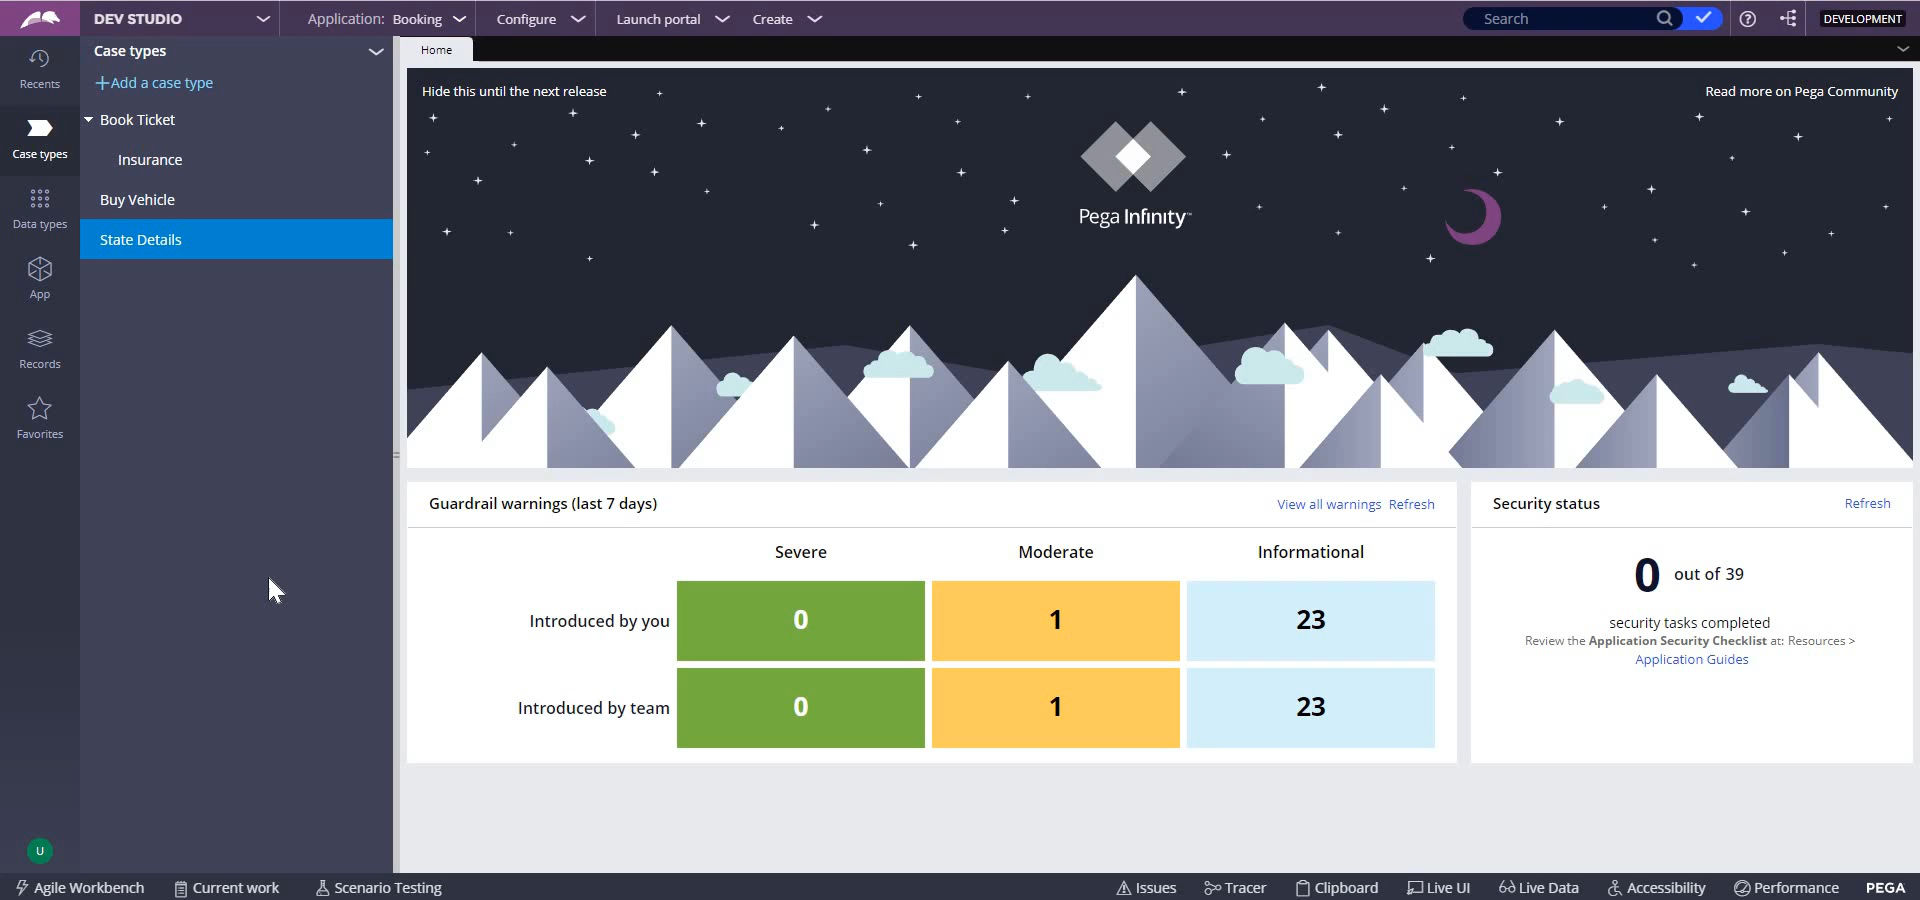 DEV STUDIO
Application: Booking
Configure
Launch portal
Create
Search
DEVELOPMENT
Recents
Case types
Data types
App
Records
Favorites
U
Case types
Add a case type
Book Ticket
Insurance
Buy Vehicle
State Details
Home
Hide this until the next release
Read more on Pega Community
Pega Infinity™
Guardrail warnings (last 7 days)
View all warnings Refresh
Severe Moderate Informational
Introduced by you 0 1 23
Introduced by team 0 1 23
Security status
Refresh
0 out of 39
security tasks completed
Review the Application Security Checklist at: Resources >
Application Guides
Agile Workbench
Current work
Scenario Testing
Issues
Tracer
Clipboard
Live UI
Live Data
Accessibility
Performance
PEGA